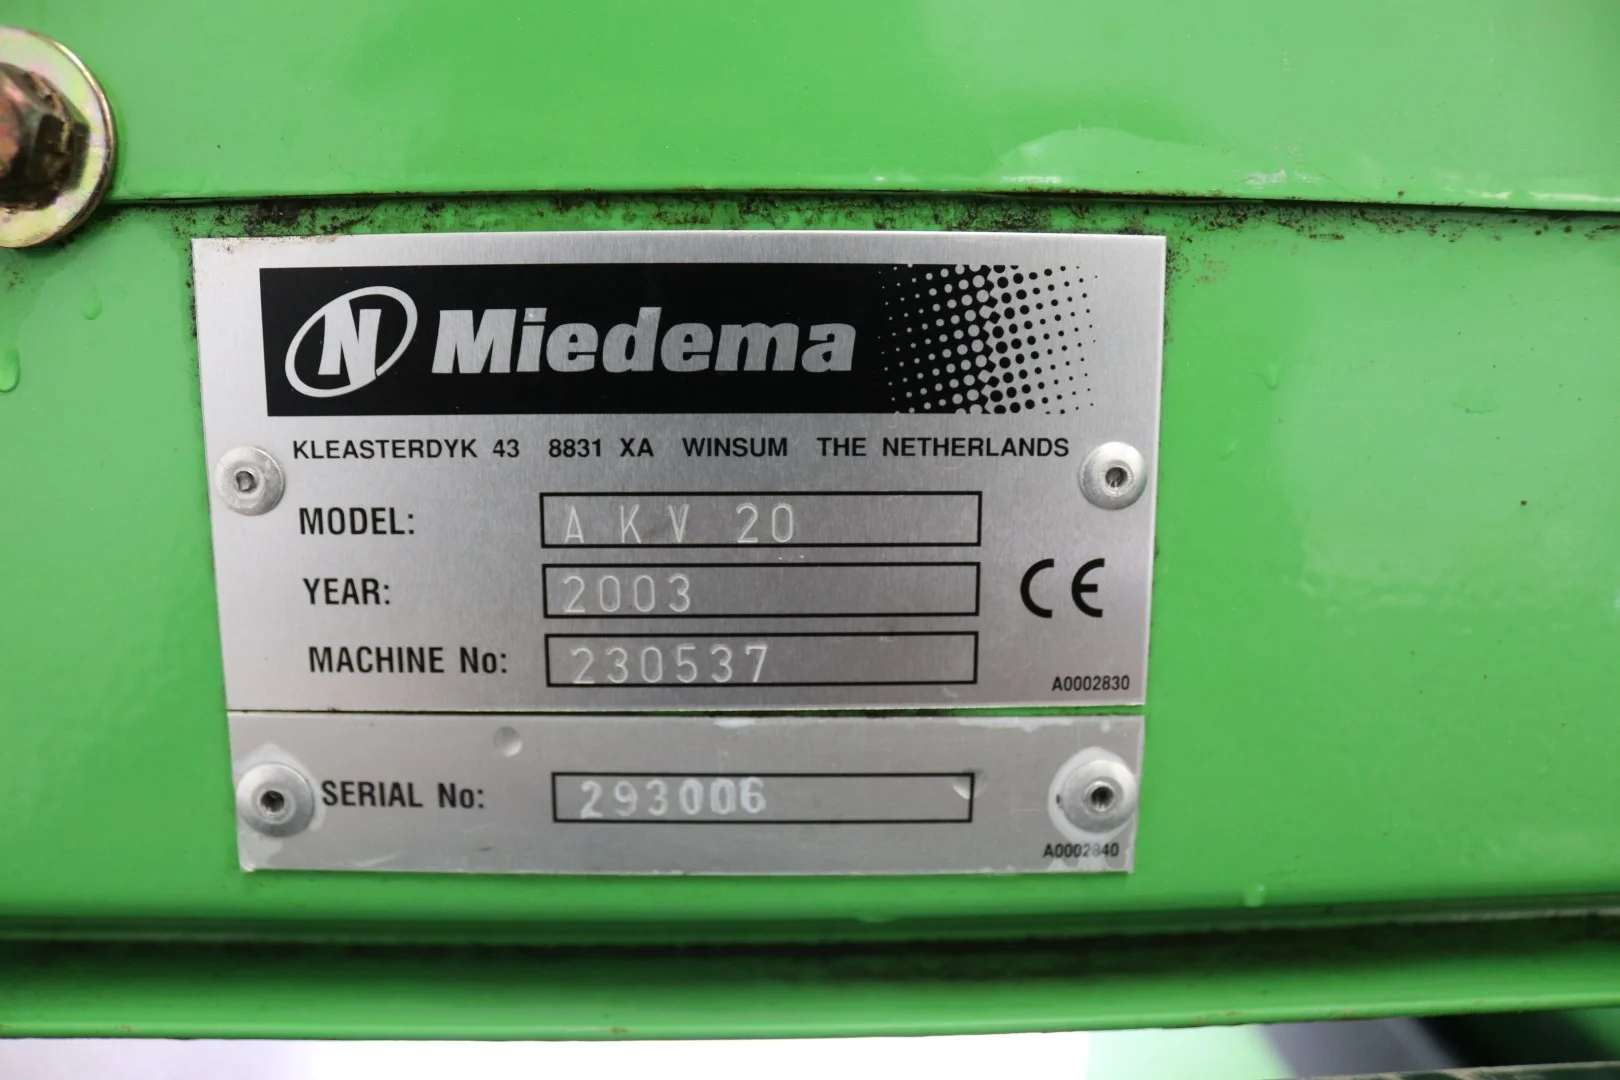 N Miedema
KLEASTERDYK 43 8831 XA WINSUM THE NETHERLANDS
MODEL: AKV 20
YEAR: 2003
CE
MACHINE No: 230537
A0002830
SERIAL No: 293006
A0002840